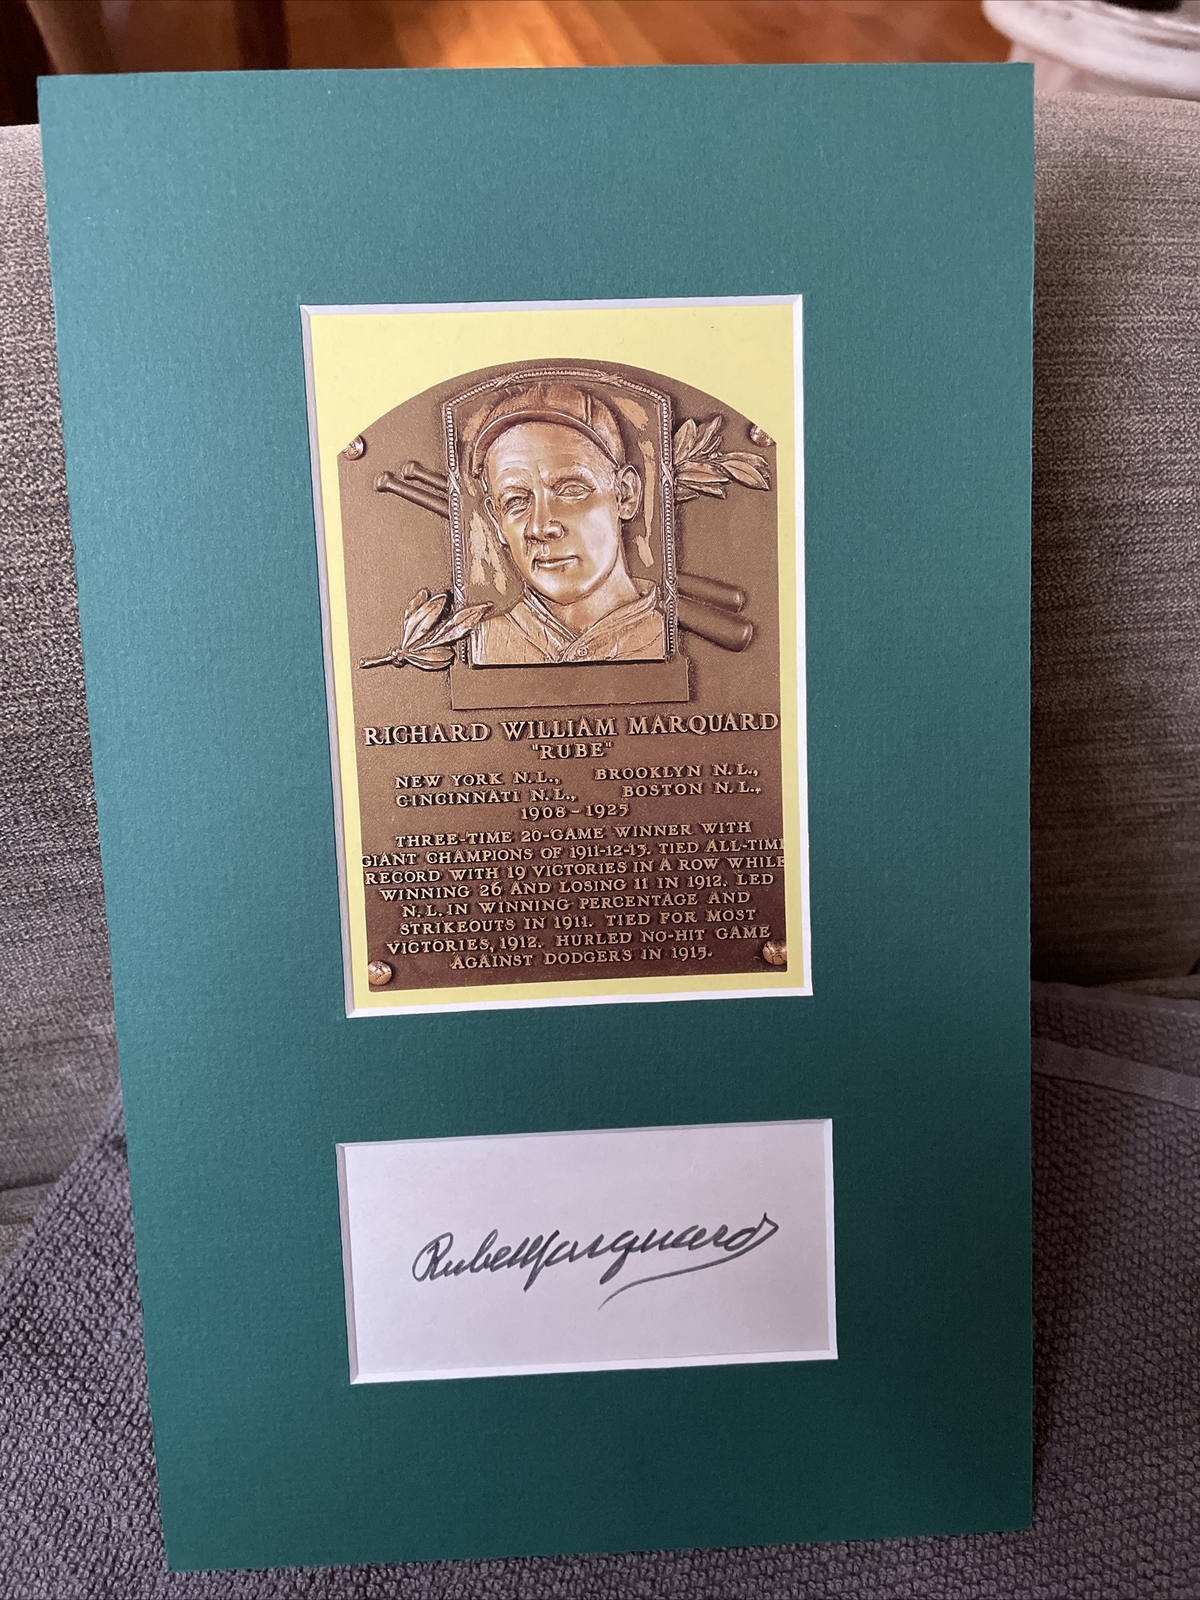 RICHARD WILLIAM MARQUARD
"RUBE"
NEW YORK N.L., BROOKLYN N.L.,
CINCINNATI N.L., BOSTON N.L.,
1908-1925
THREE-TIME 20-GAME WINNER WITH
GIANT CHAMPIONS OF 1911-12-13. TIED ALL-TIME
RECORD WITH 19 VICTORIES IN A ROW WHILE
WINNING 26 AND LOSING 11 IN 1912. LED
N.L. IN WINNING PERCENTAGE AND
STRIKEOUTS IN 1911. TIED FOR MOST
VICTORIES, 1912. HURLED NO-HIT GAME
AGAINST DODGERS IN 1915.
Rube Marquard